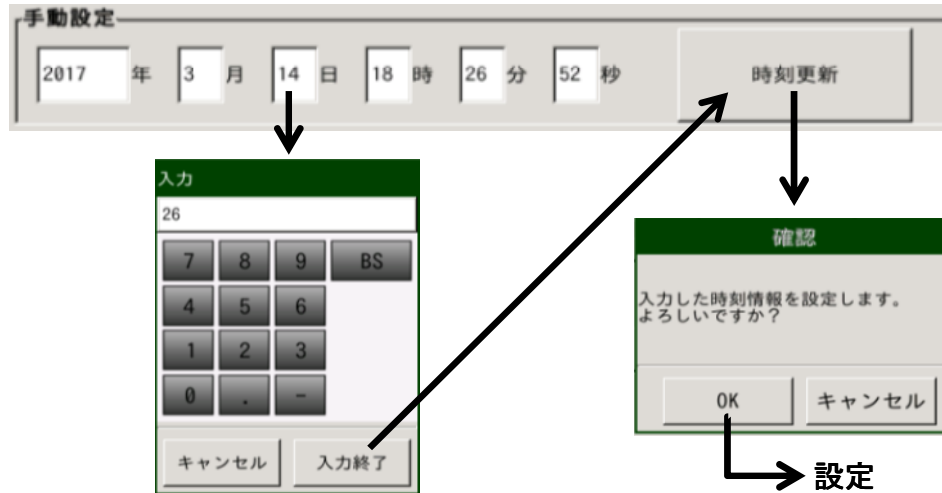 手動設定
2017 年 3 月 14 日 18 時 26 分 52 秒 時刻更新
入力
26
7 8 9 BS
4 5 6
1 2 3
0 . -
キャンセル 入力終了
確認
入力した時刻情報を設定します。
よろしいですか?
OK キャンセル
設定